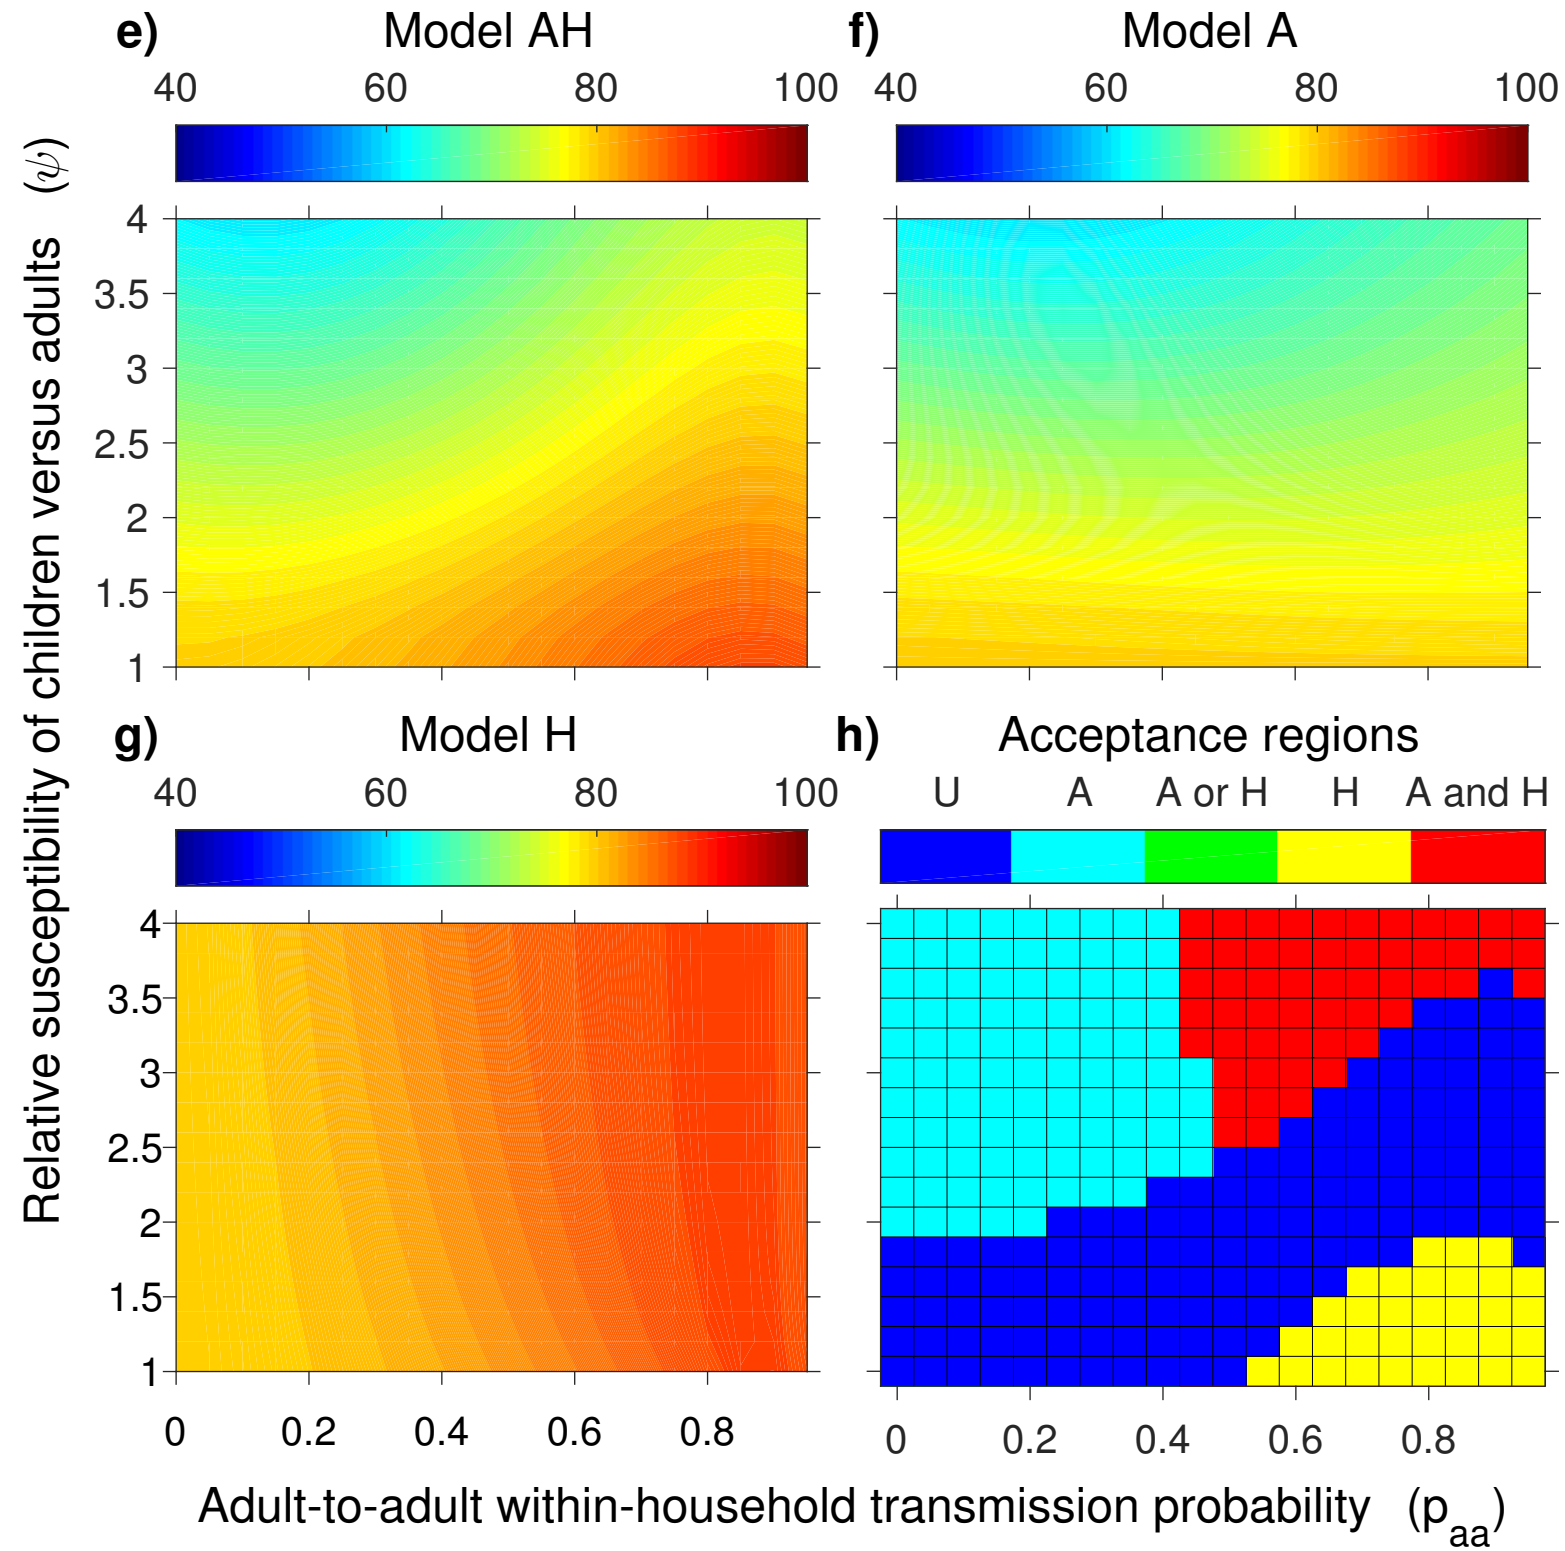 e) Model AH
40 60 80 100
f) Model A
40 60 80 100
Relative susceptibility of children versus adults (ψ)
4
3.5
3
2.5
2
1.5
1
g) Model H
40 60 80 100
h) Acceptance regions
U A A or H H A and H
4
3.5
3
2.5
2
1.5
1
0 0.2 0.4 0.6 0.8
0 0.2 0.4 0.6 0.8
Adult-to-adult within-household transmission probability (p_aa)